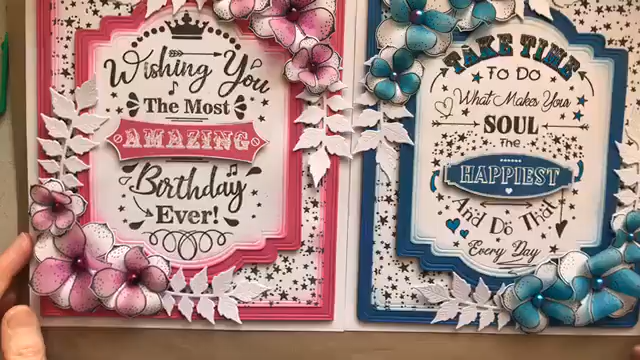 Wishing You
The Most
AMAZING
Birthday
Ever!
TAKE TIME
TO DO
What Makes Your
SOUL
The
HAPPIEST
And Do That
Every Day